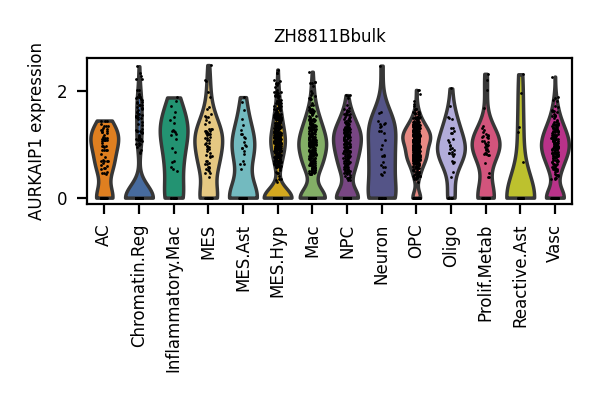 ZH8811Bbulk
AURKAIP1 expression
2
0
AC
Chromatin.Reg
Inflammatory.Mac
MES
MES.Ast
MES.Hyp
Mac
NPC
Neuron
OPC
Oligo
Prolif.Metab
Reactive.Ast
Vasc